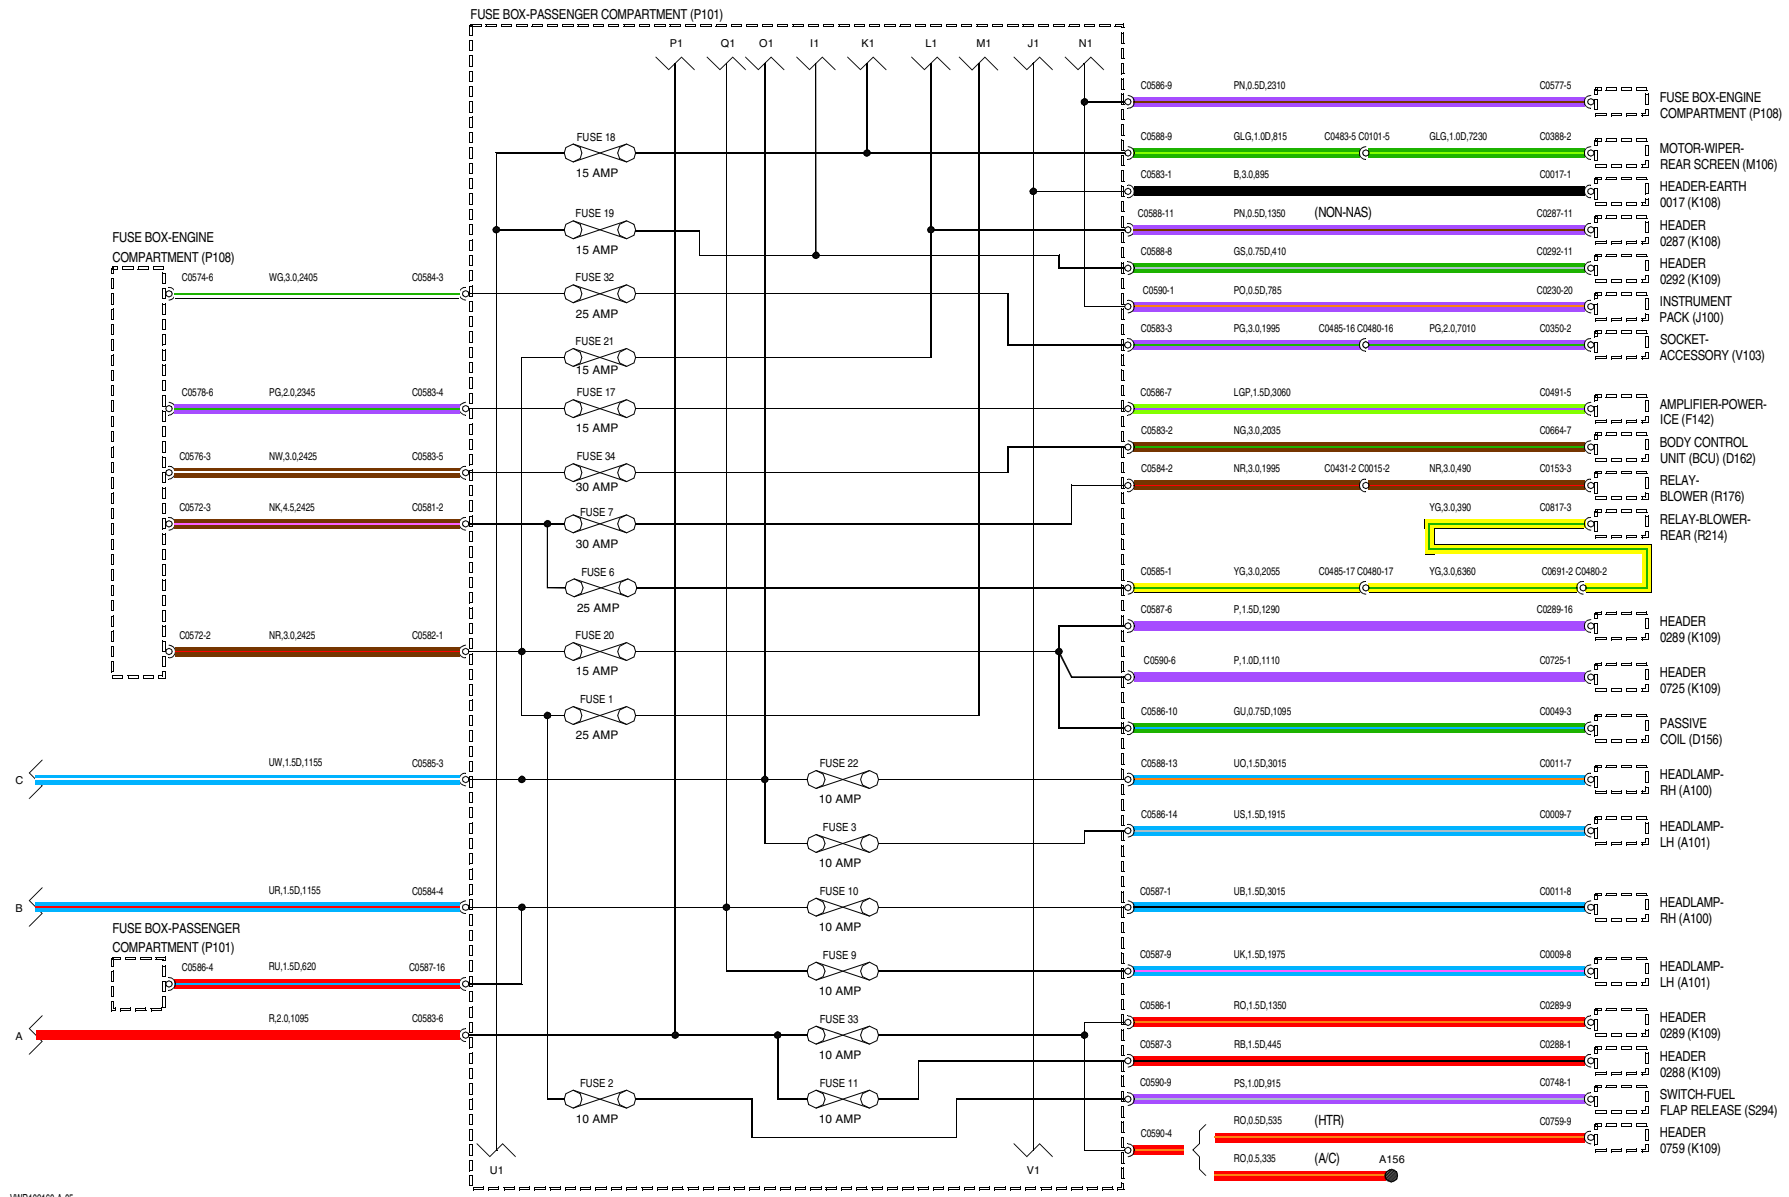 FUSE BOX-PASSENGER COMPARTMENT (P101)
P1 Q1 O1 I1 K1 L1 M1 J1 N1
C0586-9 PN,0.5D,2310 C0577-5
FUSE BOX-ENGINE
COMPARTMENT (P108)
FUSE 18
15 AMP
C0588-9 GLG,1.0D,815 C0483-5 C0101-5 GLG,1.0D,7230 C0388-2
MOTOR-WIPER-
REAR SCREEN (M106)
C0583-1 B,3.0,895 C0017-1
HEADER-EARTH
0017 (K108)
FUSE 19
15 AMP
C0588-11 PN,0.5D,1350 (NON-NAS) C0287-11
HEADER
0287 (K108)
C0588-8 GS,0.75D,410 C0292-11
HEADER
0292 (K109)
FUSE BOX-ENGINE
COMPARTMENT (P108)
C0574-6 WG,3.0,2405 C0584-3
FUSE 32
25 AMP
C0590-1 PO,0.5D,785 C0230-20
INSTRUMENT
PACK (J100)
C0583-3 PG,3.0,1995 C0485-16 C0480-16 PG,2.0,7010 C0350-2
SOCKET-
ACCESSORY (V103)
FUSE 21
15 AMP
C0578-6 PG,2.0,2345 C0583-4
FUSE 17
15 AMP
C0586-7 LGP,1.5D,3060 C0491-5
AMPLIFIER-POWER-
ICE (F142)
C0583-2 NG,3.0,2035 C0664-7
BODY CONTROL
UNIT (BCU) (D162)
C0576-3 NW,3.0,2425 C0583-5
FUSE 34
30 AMP
C0584-2 NR,3.0,1995 C0431-2 C0015-2 NR,3.0,490 C0153-3
RELAY-
BLOWER (R176)
C0572-3 NK,4.5,2425 C0581-2
FUSE 7
30 AMP
YG,3.0,390 C0817-3
RELAY-BLOWER-
REAR (R214)
FUSE 6
25 AMP
C0585-1 YG,3.0,2055 C0485-17 C0480-17 YG,3.0,6360 C0691-2 C0480-2
C0587-6 P,1.5D,1290 C0289-16
HEADER
0289 (K109)
C0572-2 NR,3.0,2425 C0582-1
FUSE 20
15 AMP
C0590-6 P,1.0D,1110 C0725-1
HEADER
0725 (K109)
FUSE 1
25 AMP
C0586-10 GU,0.75D,1095 C0049-3
PASSIVE
COIL (D156)
C UW,1.5D,1155 C0585-3
FUSE 22
10 AMP
C0588-13 UO,1.5D,3015 C0011-7
HEADLAMP-
RH (A100)
FUSE 3
10 AMP
C0586-14 US,1.5D,1915 C0009-7
HEADLAMP-
LH (A101)
B UR,1.5D,1155 C0584-4
FUSE 10
10 AMP
C0587-1 UB,1.5D,3015 C0011-8
HEADLAMP-
RH (A100)
FUSE BOX-PASSENGER
COMPARTMENT (P101)
C0586-4 RU,1.5D,620 C0587-16
FUSE 9
10 AMP
C0587-9 UK,1.5D,1975 C0009-8
HEADLAMP-
LH (A101)
A R,2.0,1095 C0583-6
FUSE 33
10 AMP
C0586-1 RO,1.5D,1350 C0289-9
HEADER
0289 (K109)
C0587-3 RB,1.5D,445 C0288-1
HEADER
0288 (K109)
FUSE 2
10 AMP
FUSE 11
10 AMP
C0590-9 PS,1.0D,915 C0748-1
SWITCH-FUEL
FLAP RELEASE (S294)
C0590-4 RO,0.5D,535 (HTR) C0759-9
HEADER
0759 (K109)
RO,0.5,335 (A/C) A156
U1 V1